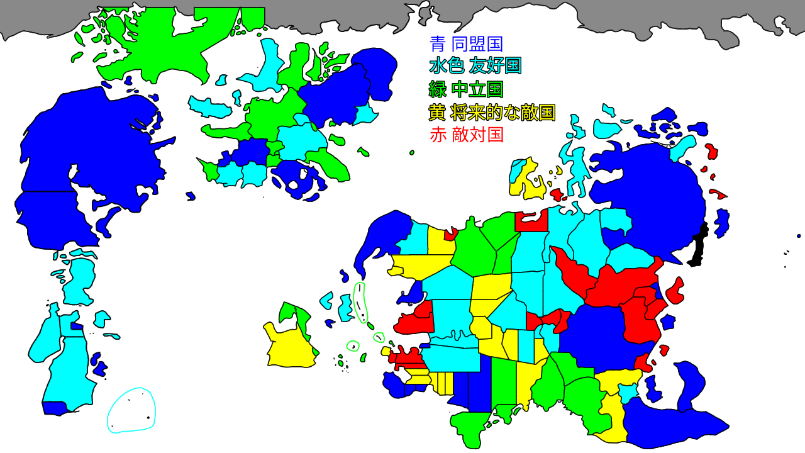 青 同盟国
水色 友好国
緑 中立国
黄 将来的な敵国
赤 敵対国